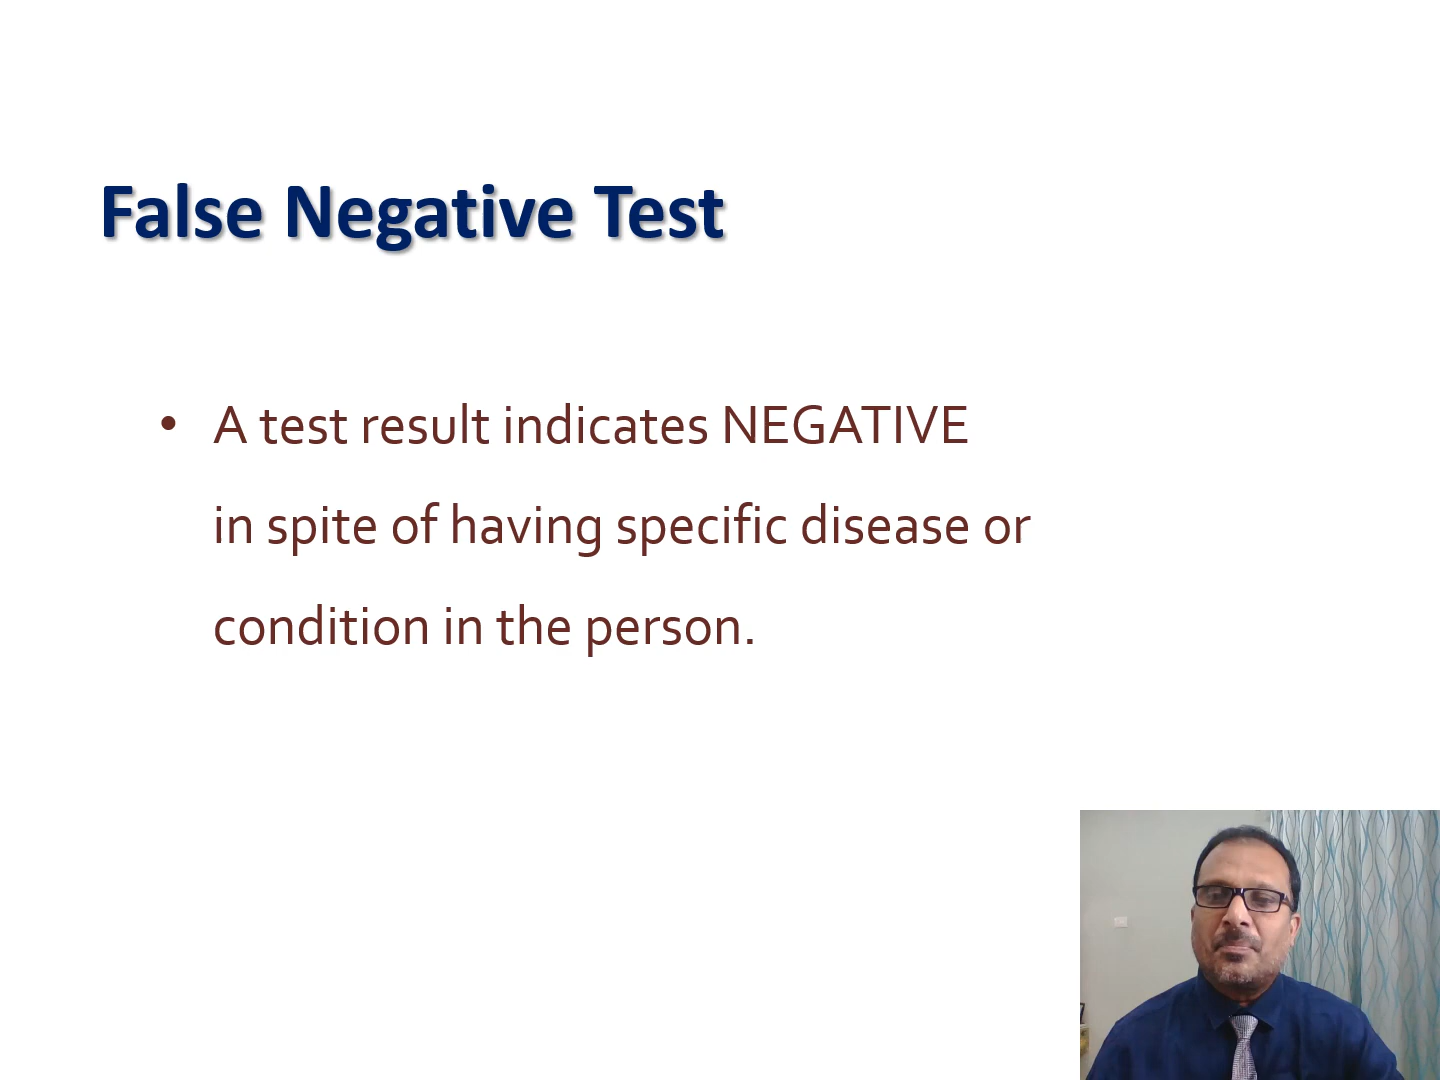 False Negative Test
• A test result indicates NEGATIVE
in spite of having specific disease or
condition in the person.